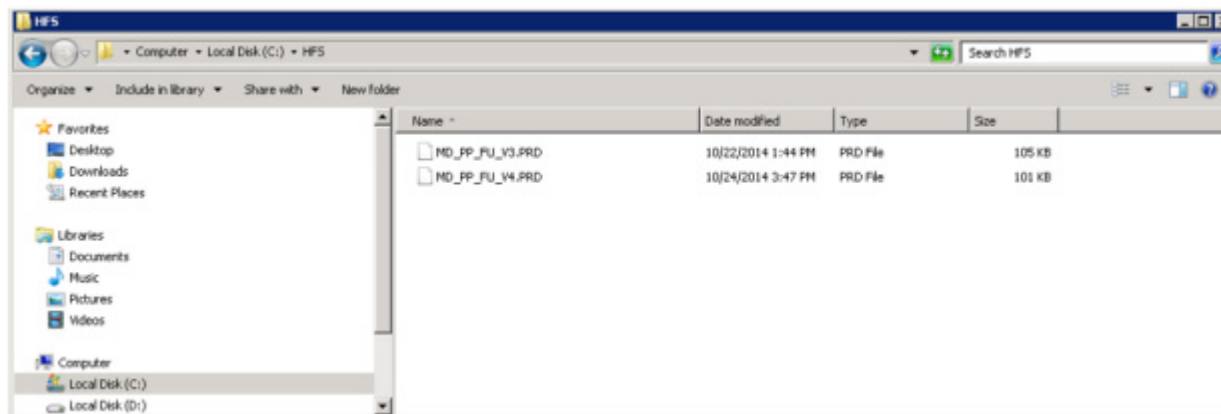 HFS
Computer Local Disk (C:) HFS
Search HFS
Organize Include in library Share with New folder
Name Date modified Type Size
Favorites
Desktop
Downloads
Recent Places
Libraries
Documents
Music
Pictures
Videos
Computer
Local Disk (C:)
Local Disk (D:)
MD_PP_FU_V3.PRD 10/22/2014 1:44 PM PRD File 105 KB
MD_PP_FU_V4.PRD 10/24/2014 3:47 PM PRD File 101 KB